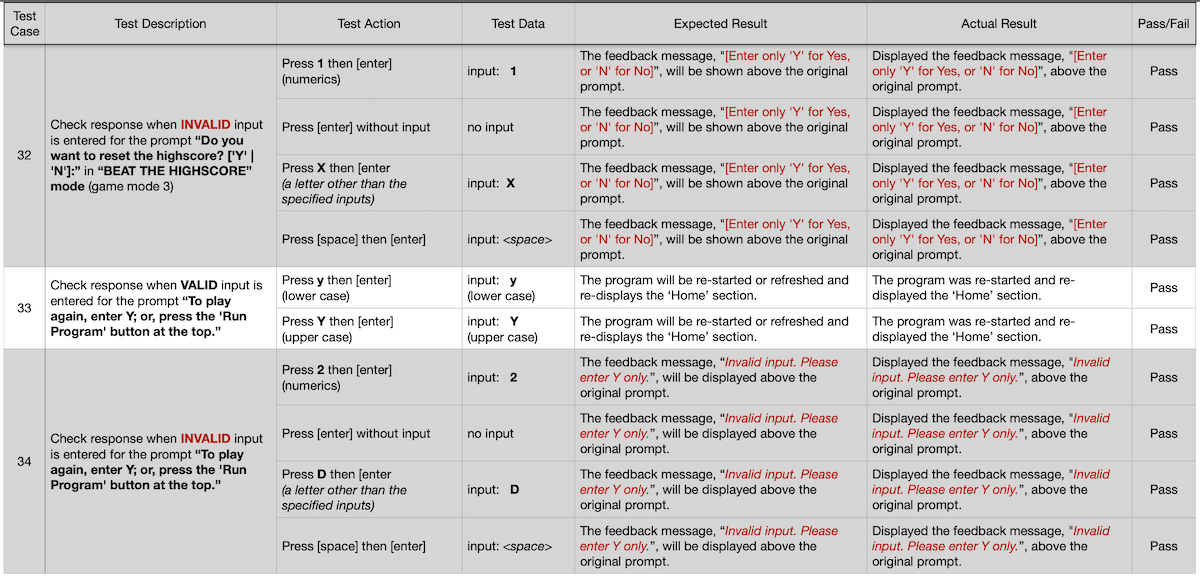 Test Case
Test Description
Test Action
Test Data
Expected Result
Actual Result
Pass/Fail
32
Check response when INVALID input
is entered for the prompt “Do you
want to reset the highscore? ['Y' |
'N']:” in “BEAT THE HIGHSCORE”
mode (game mode 3)
Press 1 then [enter]
(numerics)
input: 1
The feedback message, "[Enter only 'Y' for Yes,
or 'N' for No]”, will be shown above the original
prompt.
Displayed the feedback message, "[Enter
only 'Y' for Yes, or 'N' for No]”, above the
original prompt.
Pass
Press [enter] without input
no input
The feedback message, "[Enter only 'Y' for Yes,
or 'N' for No]”, will be shown above the original
prompt.
Displayed the feedback message, "[Enter
only 'Y' for Yes, or 'N' for No]”, above the
original prompt.
Pass
Press X then [enter
(a letter other than the
specified inputs)
input: X
The feedback message, "[Enter only 'Y' for Yes,
or 'N' for No]”, will be shown above the original
prompt.
Displayed the feedback message, "[Enter
only 'Y' for Yes, or 'N' for No]”, above the
original prompt.
Pass
Press [space] then [enter]
input: <space>
The feedback message, "[Enter only 'Y' for Yes,
or 'N' for No]”, will be shown above the original
prompt.
Displayed the feedback message, "[Enter
only 'Y' for Yes, or 'N' for No]”, above the
original prompt.
Pass
33
Check response when VALID input is
entered for the prompt “To play
again, enter Y; or, press the 'Run
Program' button at the top.”
Press y then [enter]
(lower case)
input: y
(lower case)
The program will be re-started or refreshed and
re-displays the ‘Home’ section.
The program was re-started and re-
displayed the ‘Home’ section.
Pass
Press Y then [enter]
(upper case)
input: Y
(upper case)
The program will be re-started or refreshed and
re-displays the ‘Home’ section.
The program was re-started and re-
displayed the ‘Home’ section.
Pass
34
Check response when INVALID input
is entered for the prompt “To play
again, enter Y; or, press the 'Run
Program' button at the top.”
Press 2 then [enter]
(numerics)
input: 2
The feedback message, “Invalid input. Please
enter Y only.”, will be displayed above the
original prompt.
Displayed the feedback message, "Invalid
input. Please enter Y only.”, above the
original prompt.
Pass
Press [enter] without input
no input
The feedback message, “Invalid input. Please
enter Y only.”, will be displayed above the
original prompt.
Displayed the feedback message, "Invalid
input. Please enter Y only.”, above the
original prompt.
Pass
Press D then [enter
(a letter other than the
specified inputs)
input: D
The feedback message, “Invalid input. Please
enter Y only.”, will be displayed above the
original prompt.
Displayed the feedback message, "Invalid
input. Please enter Y only.”, above the
original prompt.
Pass
Press [space] then [enter]
input: <space>
The feedback message, “Invalid input. Please
enter Y only.”, will be displayed above the
original prompt.
Displayed the feedback message, "Invalid
input. Please enter Y only.”, above the
original prompt.
Pass